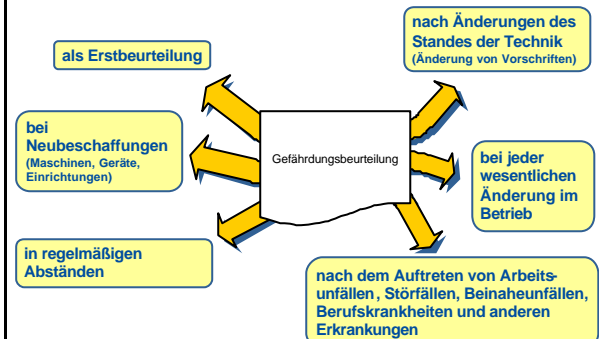 als Erstbeurteilung
nach Änderungen des
Standes der Technik
(Änderung von Vorschriften)
bei
Neubeschaffungen
(Maschinen, Geräte,
Einrichtungen)
Gefährdungsbeurteilung
bei jeder
wesentlichen
Änderung im
Betrieb
in regelmäßigen
Abständen
nach dem Auftreten von Arbeits-
unfällen, Störfällen, Beinaheunfällen,
Berufskrankheiten und anderen
Erkrankungen